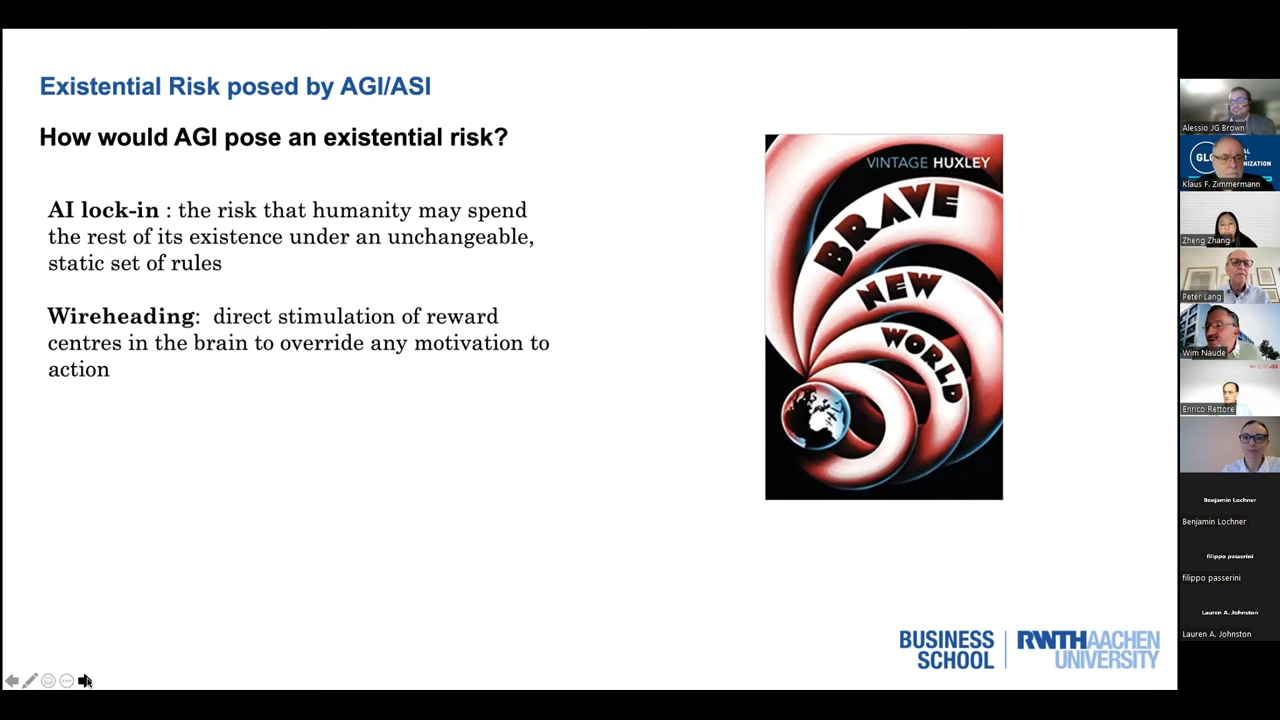 Existential Risk posed by AGI/ASI
How would AGI pose an existential risk?
AI lock-in : the risk that humanity may spend
the rest of its existence under an unchangeable,
static set of rules
Wireheading: direct stimulation of reward
centres in the brain to override any motivation to
action
VINTAGE HUXLEY
BRAVE
NEW
WORLD
BUSINESS
SCHOOL
RWTHAACHEN
UNIVERSITY
Alessio JG Brown
GL
AL
NIZATION
Klaus F. Zimmermann
Zheng Zhang
Peter Lang
Wim Naudé
Enrico Rettore
Benjamin Lochner
Benjamin Lochner
filippo passerini
filippo passerini
Lauren A. Johnston
Lauren A. Johnston